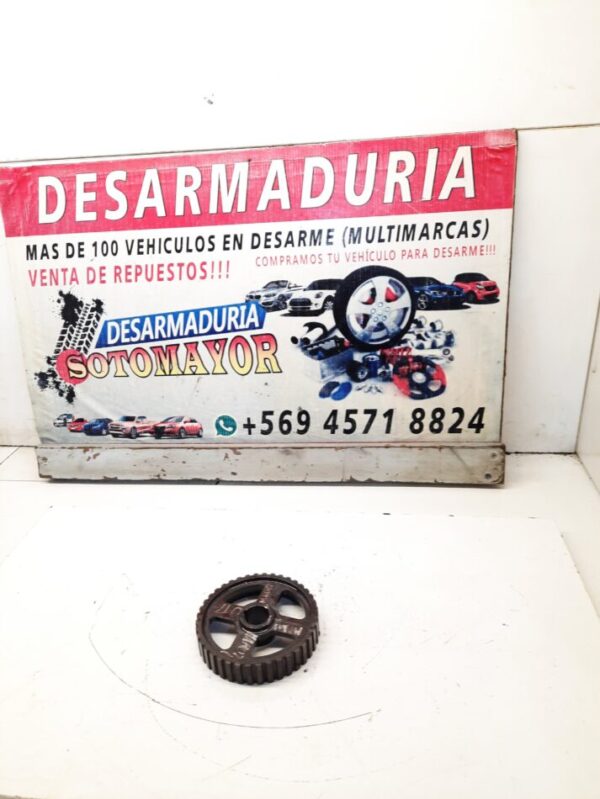 DESARMADURIA
MAS DE 100 VEHICULOS EN DESARME (MULTIMARCAS)
VENTA DE REPUESTOS!!!
COMPRAMOS TU VEHÍCULO PARA DESARME!!!
DESARMADURIA
SOTOMAYOR
+569 4571 8824